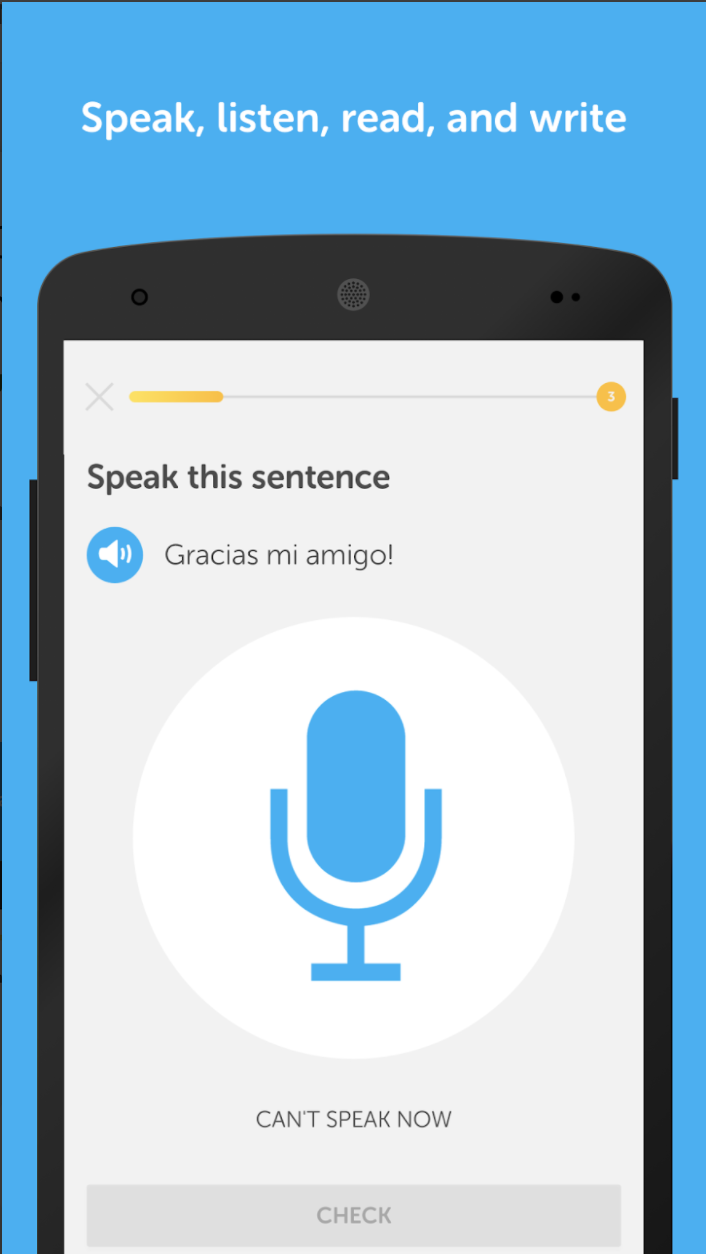 Speak, listen, read, and write
3
Speak this sentence
Gracias mi amigo!
CAN'T SPEAK NOW
CHECK